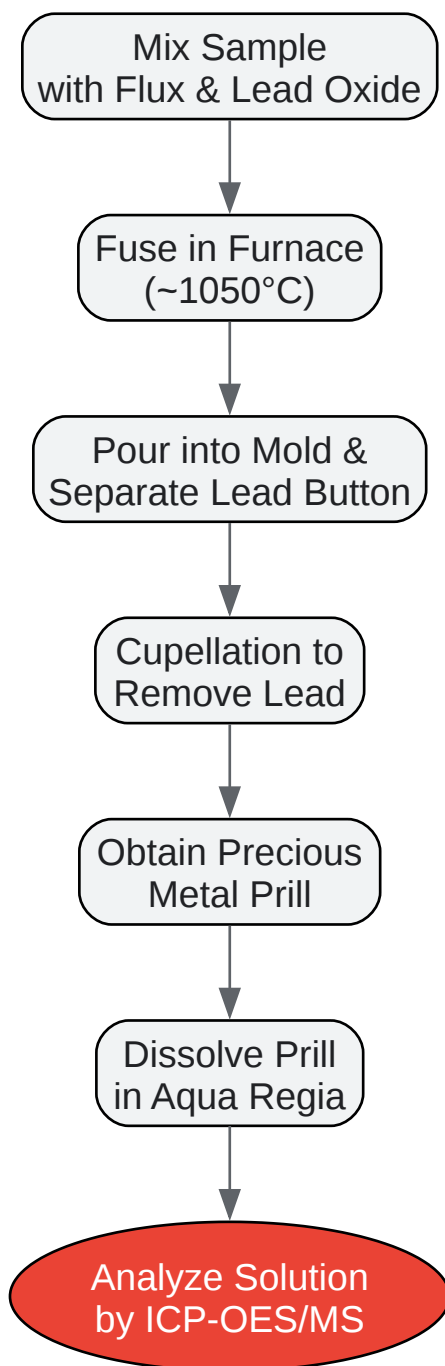 Mix Sample
with Flux & Lead Oxide
Fuse in Furnace
(~1050°C)
Pour into Mold &
Separate Lead Button
Cupellation to
Remove Lead
Obtain Precious
Metal Prill
Dissolve Prill
in Aqua Regia
Analyze Solution
by ICP-OES/MS